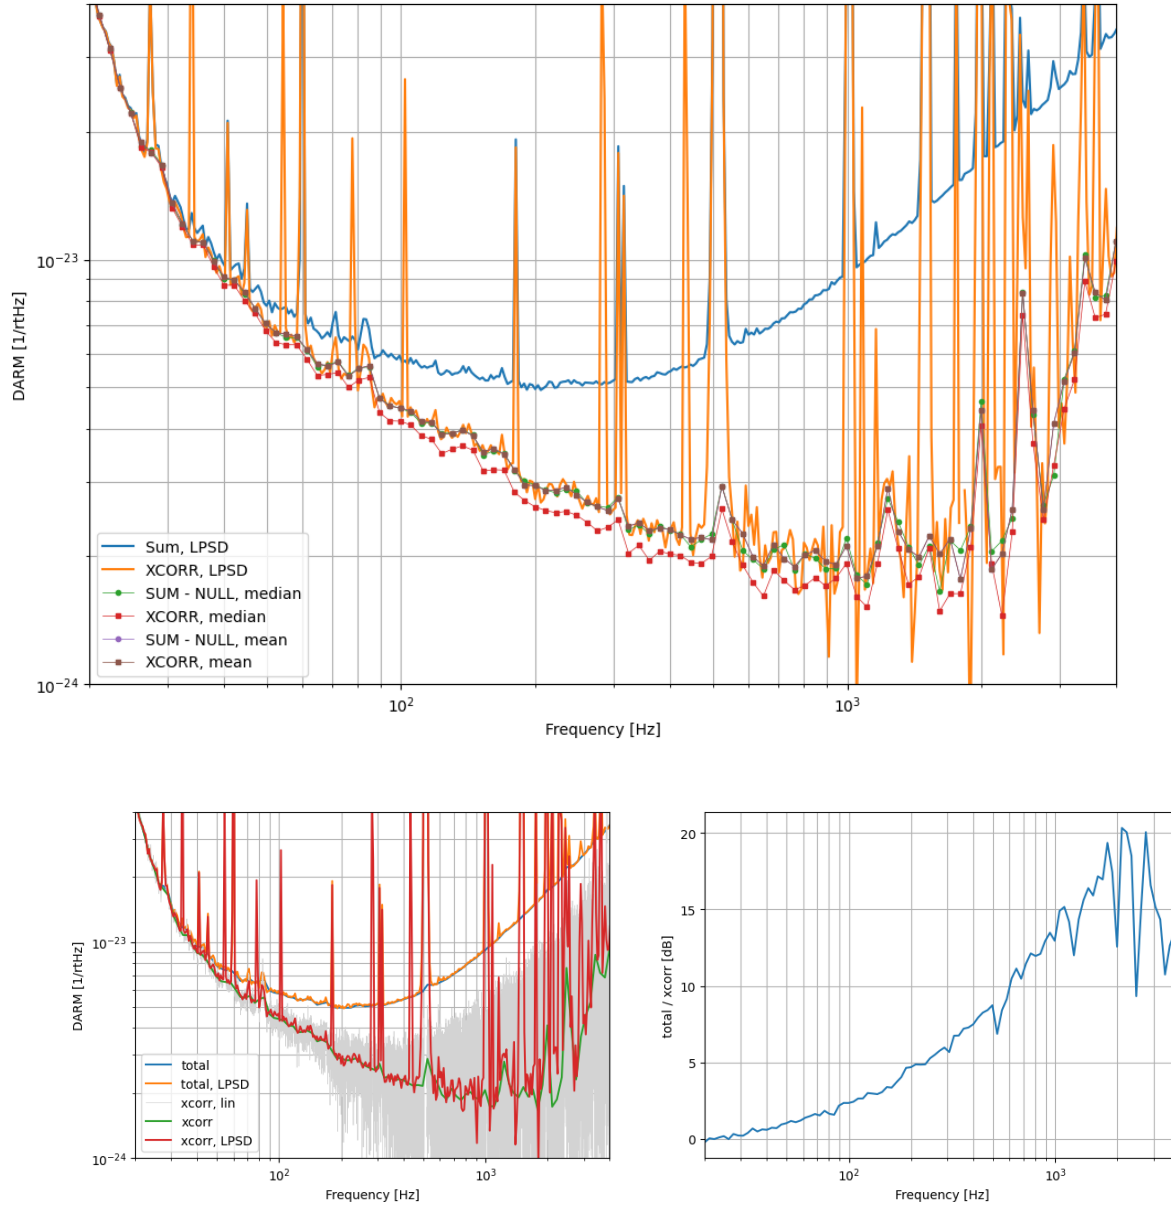 10⁻²³
10⁻²⁴
DARM [1/rtHz]
Sum, LPSD
XCORR, LPSD
SUM - NULL, median
XCORR, median
SUM - NULL, mean
XCORR, mean
10² 10³
Frequency [Hz]
10⁻²³
10⁻²⁴
DARM [1/rtHz]
total
total, LPSD
xcorr, lin
xcorr
xcorr, LPSD
10² 10³
Frequency [Hz]
20
15
10
5
0
total / xcorr [dB]
10² 10³
Frequency [Hz]